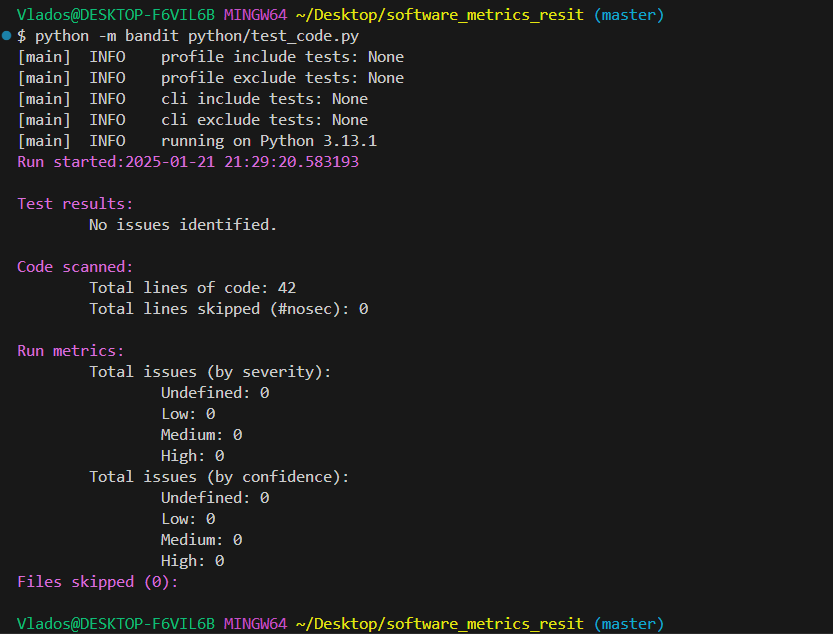 Vlados@DESKTOP-F6VIL6B MINGW64 ~/Desktop/software_metrics_resit (master)
$ python -m bandit python/test_code.py
[main]  INFO    profile include tests: None
[main]  INFO    profile exclude tests: None
[main]  INFO    cli include tests: None
[main]  INFO    cli exclude tests: None
[main]  INFO    running on Python 3.13.1
Run started:2025-01-21 21:29:20.583193

Test results:
        No issues identified.

Code scanned:
        Total lines of code: 42
        Total lines skipped (#nosec): 0

Run metrics:
        Total issues (by severity):
                Undefined: 0
                Low: 0
                Medium: 0
                High: 0
        Total issues (by confidence):
                Undefined: 0
                Low: 0
                Medium: 0
                High: 0
Files skipped (0):

Vlados@DESKTOP-F6VIL6B MINGW64 ~/Desktop/software_metrics_resit (master)